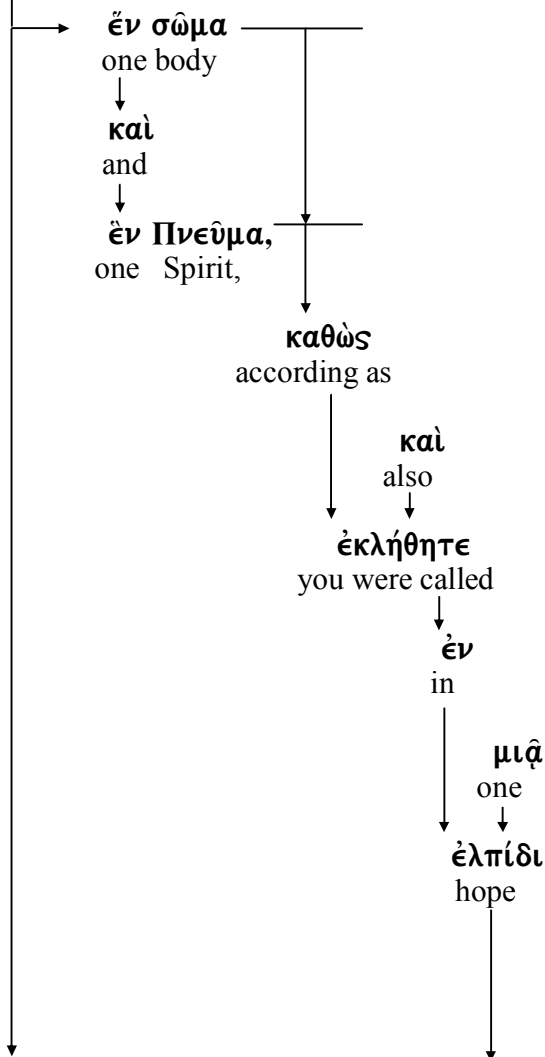 ἕν σῶμα
one body
καὶ
and
ἓν Πνεῦμα,
one Spirit,
καθὼς
according as
καὶ
also
ἐκλήθητε
you were called
ἐν
in
μιᾷ
one
ἐλπίδι
hope